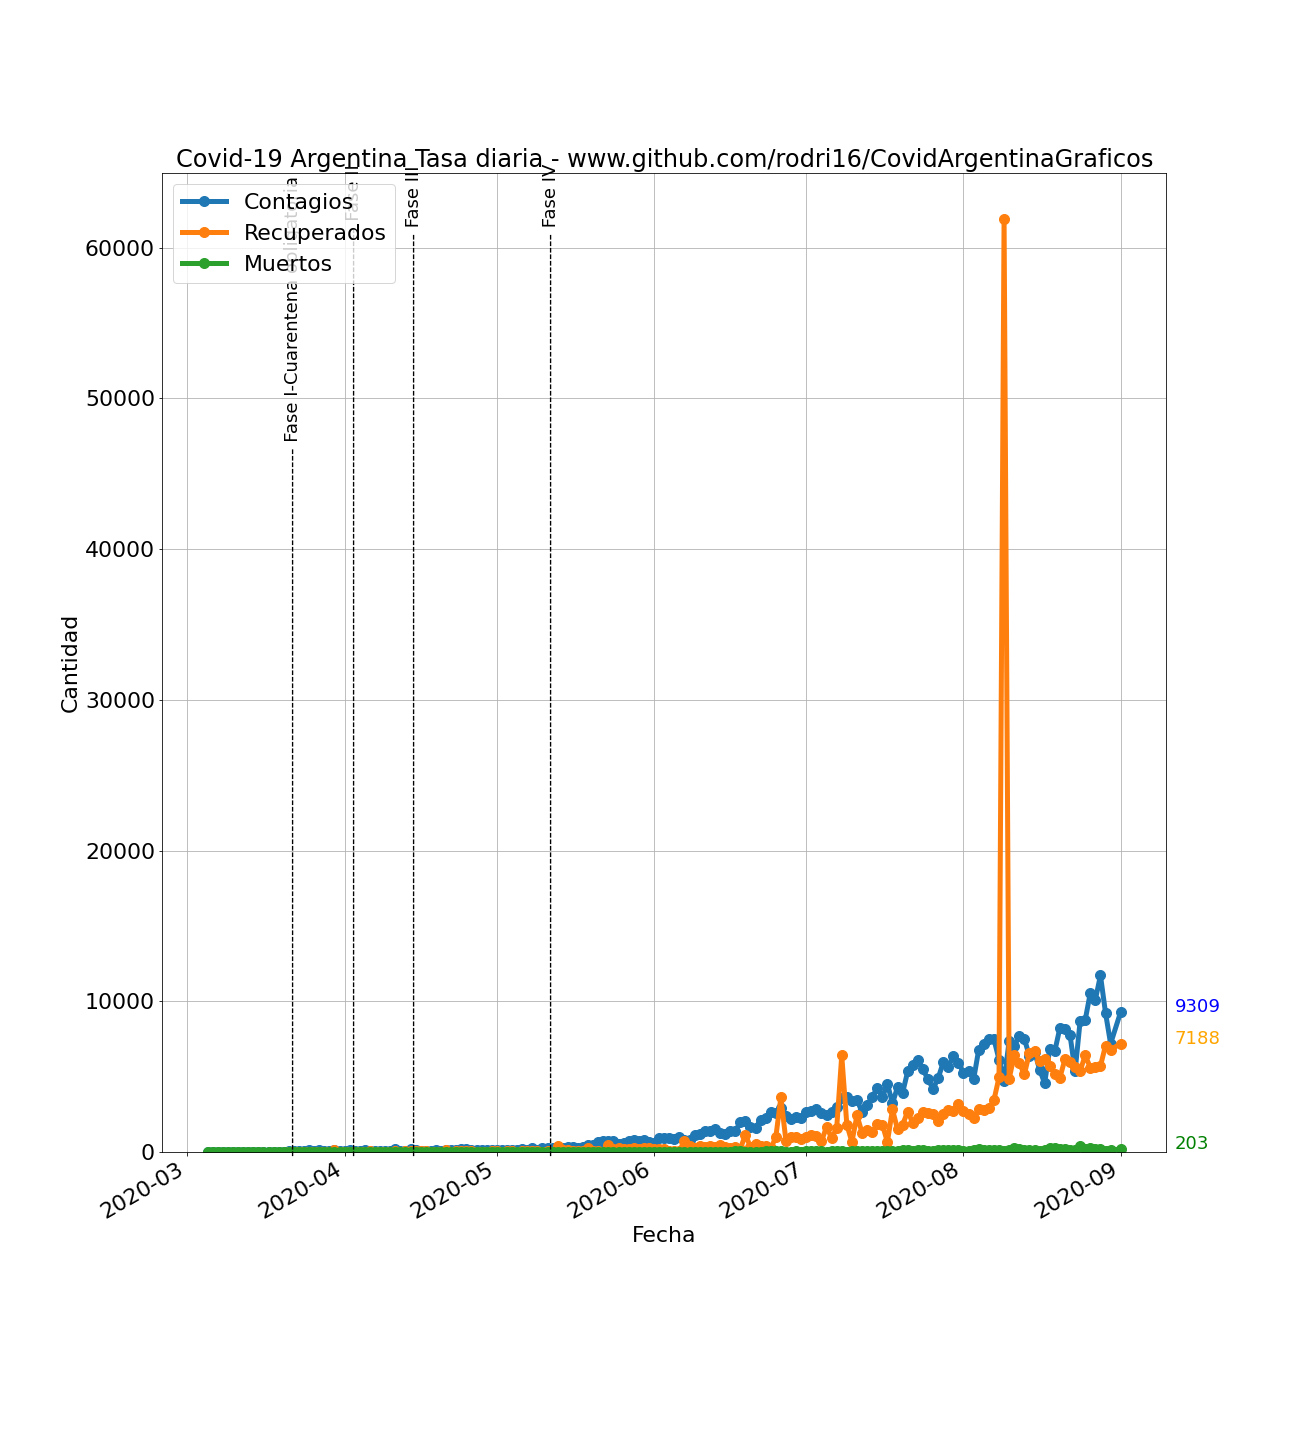 Covid-19 Argentina Tasa diaria - www.github.com/rodri16/CovidArgentinaGraficos
Contagios
Recuperados
Muertos
Fase I-Cuarentena obligatoria
Fase II
Fase III
Fase IV
Cantidad
60000
50000
40000
30000
20000
10000
0
9309
7188
203
2020-03
2020-04
2020-05
2020-06
2020-07
2020-08
2020-09
Fecha